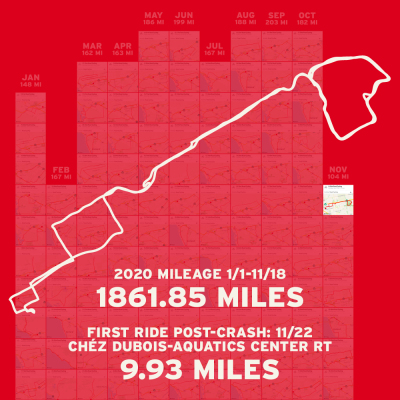 MAY
186 MI
JUN
199 MI
AUG
188 MI
SEP
203 MI
OCT
182 MI
MAR
162 MI
APR
163 MI
JUL
167 MI
JAN
148 MI
FEB
167 MI
NOV
104 MI
2020 MILEAGE 1/1-11/18
1861.85 MILES
FIRST RIDE POST-CRASH: 11/22
CHÉZ DUBOIS-AQUATICS CENTER RT
9.93 MILES